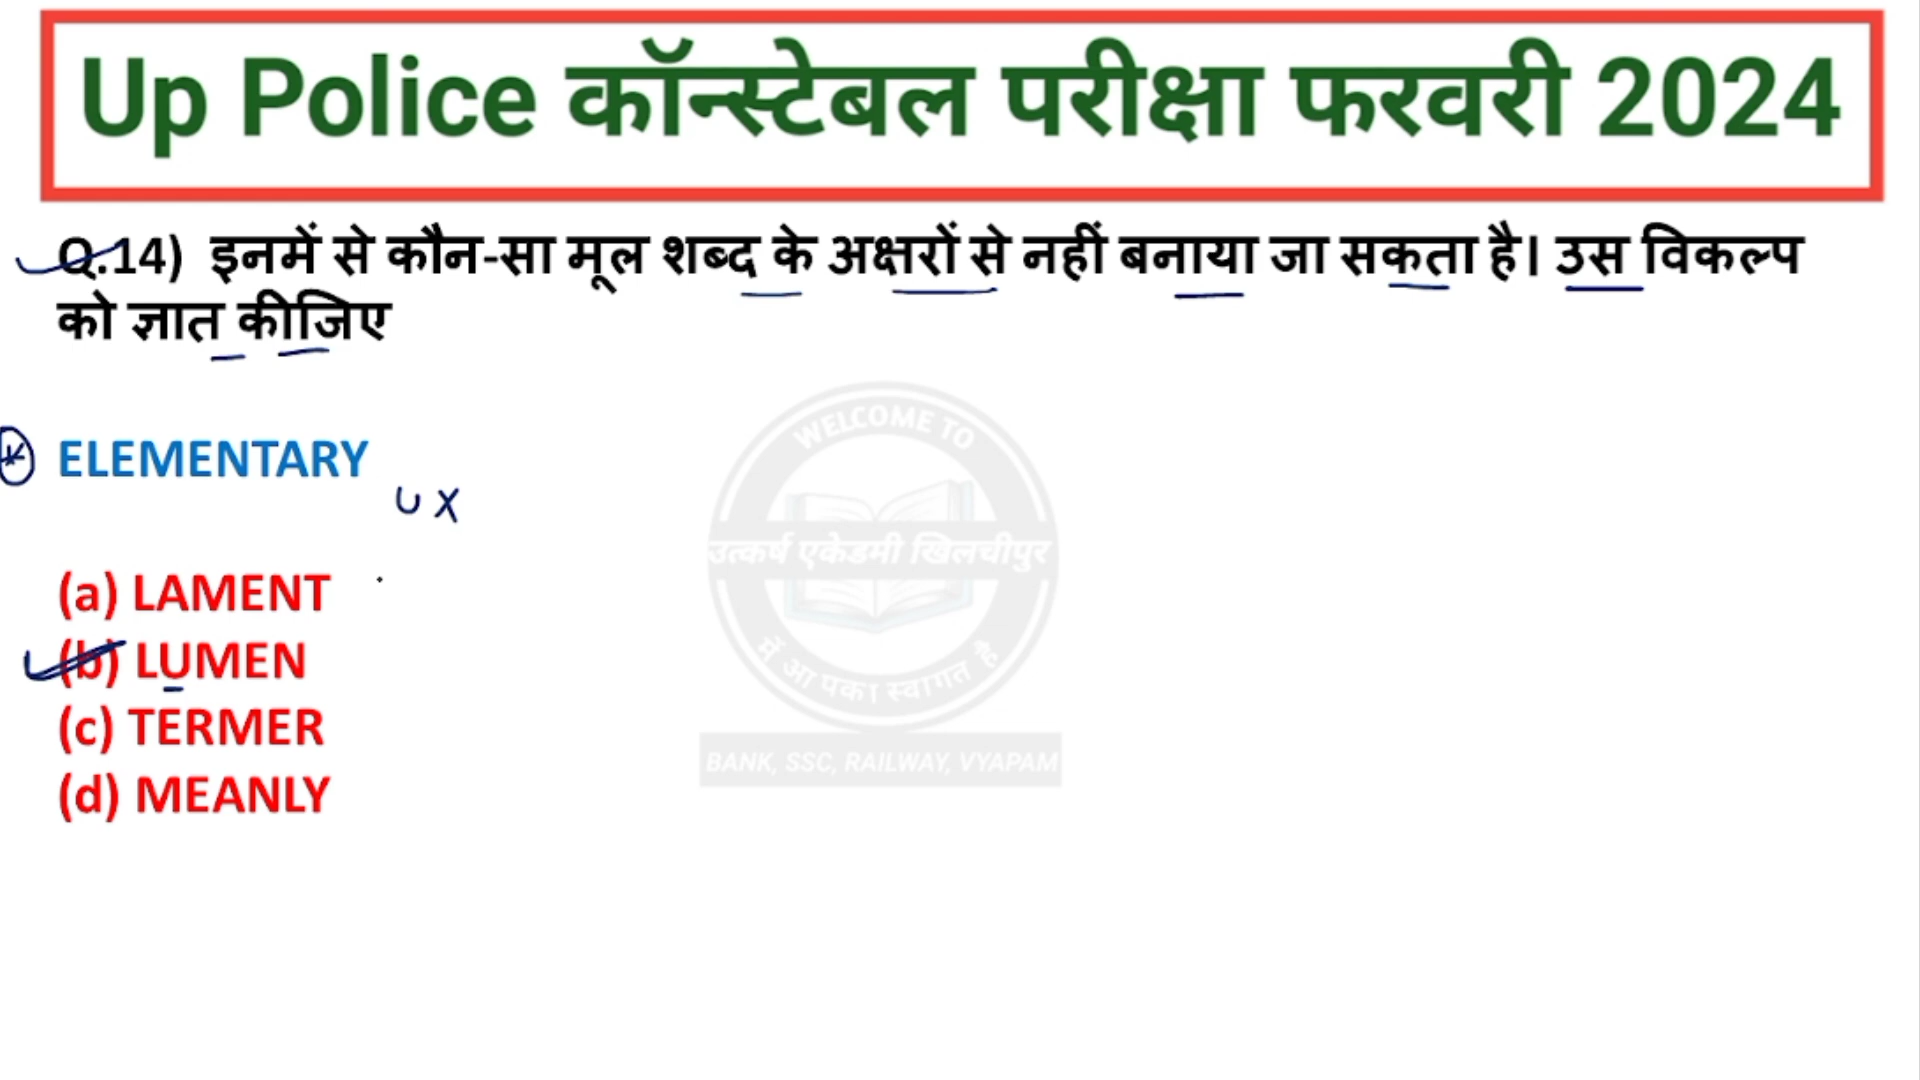 Up Police कॉन्स्टेबल परीक्षा फरवरी 2024
Q.14) इनमें से कौन-सा मूल शब्द के अक्षरों से नहीं बनाया जा सकता है। उस विकल्प
को ज्ञात कीजिए
ELEMENTARY
U X
(a) LAMENT
(b) LUMEN
(c) TERMER
(d) MEANLY
WELCOME TO
उत्कर्ष एकेडमी खिलचीपुर
में आपका स्वागत है
BANK, SSC, RAILWAY, VYAPAM